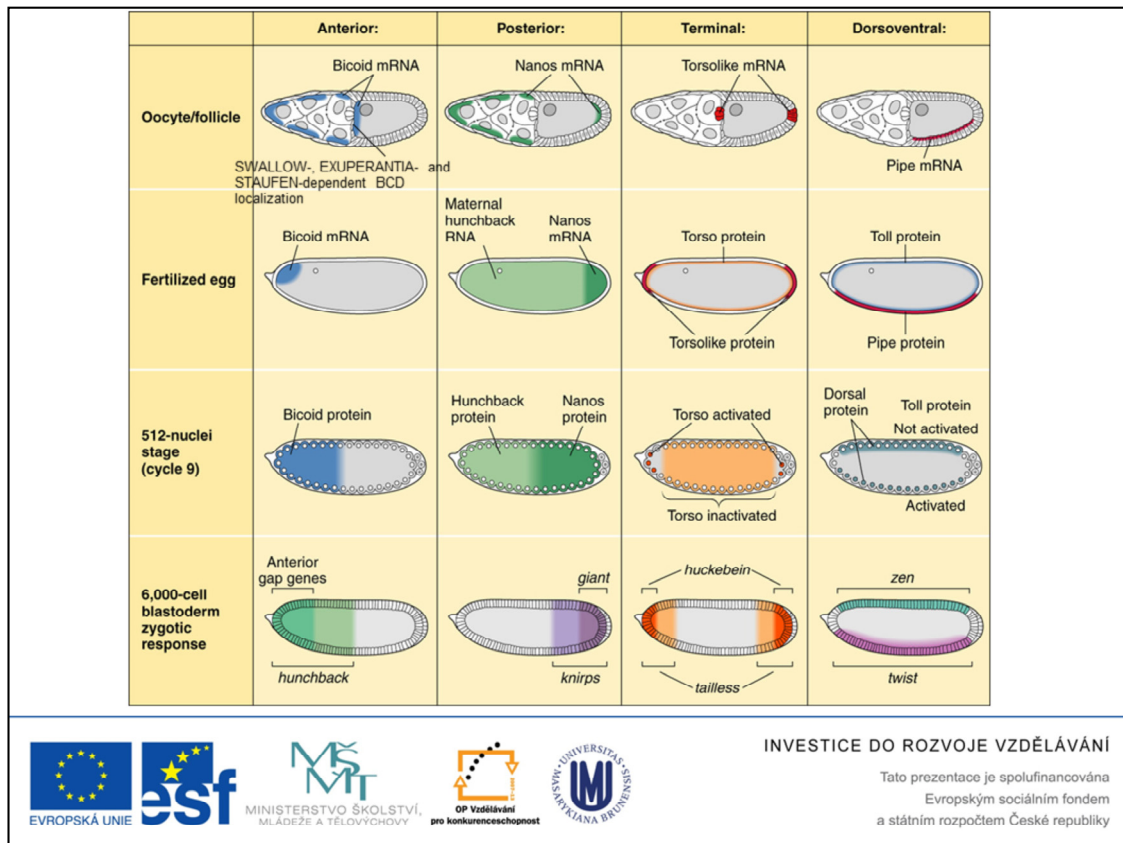 Anterior:
Posterior:
Terminal:
Dorsoventral:
Oocyte/follicle
Bicoid mRNA
SWALLOW-, EXUPERANTIA- and
STAUFEN-dependent BCD
localization
Nanos mRNA
Torsolike mRNA
Pipe mRNA
Fertilized egg
Bicoid mRNA
Maternal
hunchback
RNA
Nanos
mRNA
Torso protein
Torsolike protein
Toll protein
Pipe protein
512-nuclei
stage
(cycle 9)
Bicoid protein
Hunchback
protein
Nanos
protein
Torso activated
Torso inactivated
Dorsal
protein
Toll protein
Not activated
Activated
6,000-cell
blastoderm
zygotic
response
Anterior
gap genes
hunchback
giant
knirps
huckebein
tailless
zen
twist
EVROPSKÁ UNIE
esf
MŠMT
MINISTERSTVO ŠKOLSTVÍ,
MLÁDEŽE A TĚLOVÝCHOVY
OP Vzdělávání
pro konkurenceschopnost
UNIVERSITAS MASARYKIANA BRUNENSIS
INVESTICE DO ROZVOJE VZDĚLÁVÁNÍ
Tato prezentace je spolufinancována
Evropským sociálním fondem
a státním rozpočtem České republiky